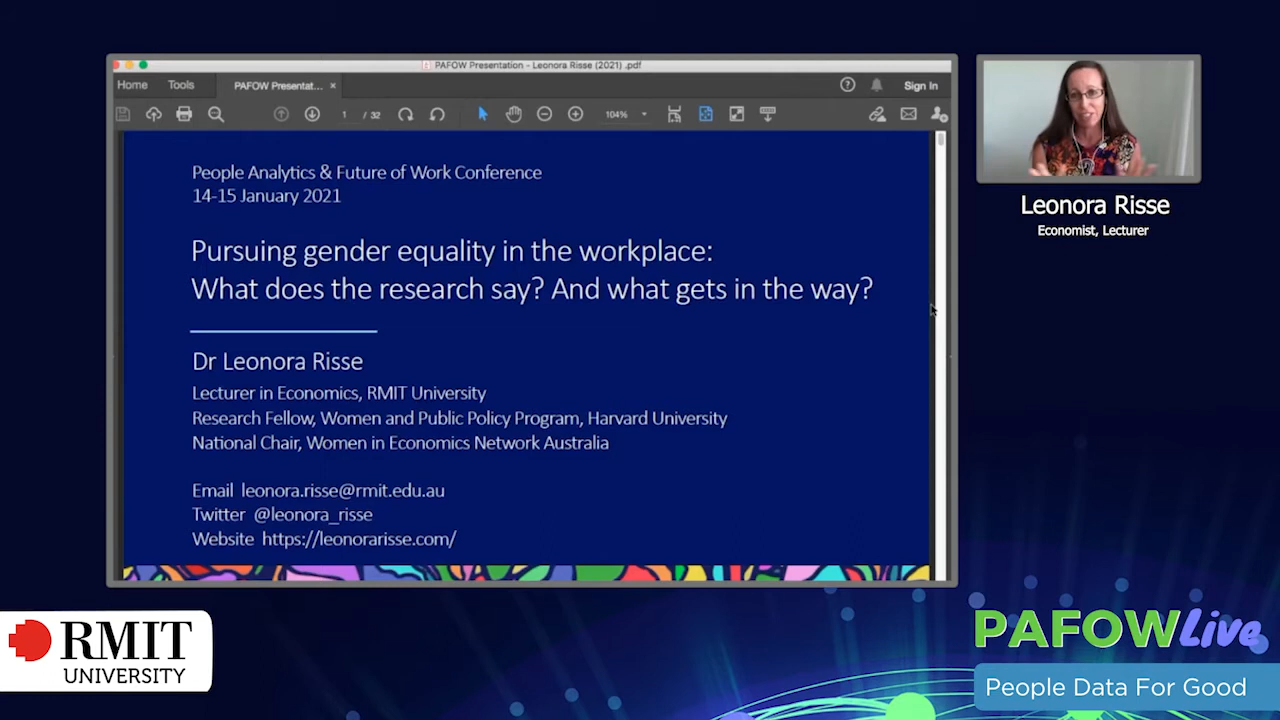 PAFOW Presentation - Leonora Risse (2021) .pdf
Home Tools PAFOW Presentat... × Sign In
1 / 32 104%
People Analytics & Future of Work Conference
14-15 January 2021
Pursuing gender equality in the workplace:
What does the research say? And what gets in the way?
Dr Leonora Risse
Lecturer in Economics, RMIT University
Research Fellow, Women and Public Policy Program, Harvard University
National Chair, Women in Economics Network Australia
Email leonora.risse@rmit.edu.au
Twitter @leonora_risse
Website https://leonorarisse.com/
Leonora Risse
Economist, Lecturer
RMIT
UNIVERSITY
PAFOWLive
People Data For Good